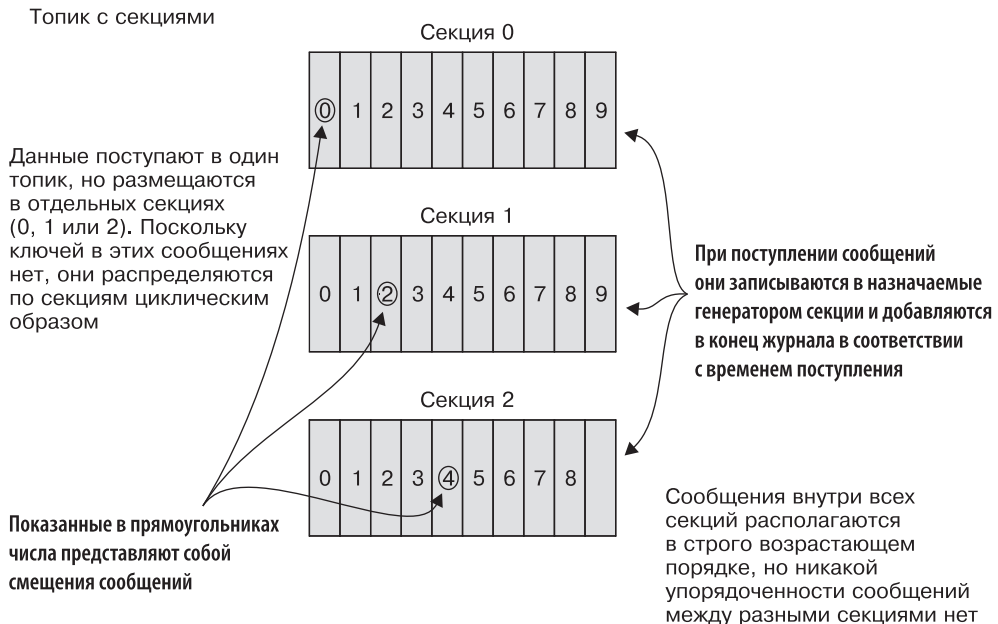 Топик с секциями
Секция 0
0 1 2 3 4 5 6 7 8 9
Данные поступают в один
топик, но размещаются
в отдельных секциях
(0, 1 или 2). Поскольку
ключей в этих сообщениях
нет, они распределяются
по секциям циклическим
образом
Секция 1
0 1 2 3 4 5 6 7 8 9
При поступлении сообщений
они записываются в назначаемые
генератором секции и добавляются
в конец журнала в соответствии
с временем поступления
Секция 2
0 1 2 3 4 5 6 7 8
Показанные в прямоугольниках
числа представляют собой
смещения сообщений
Сообщения внутри всех
секций располагаются
в строго возрастающем
порядке, но никакой
упорядоченности сообщений
между разными секциями нет